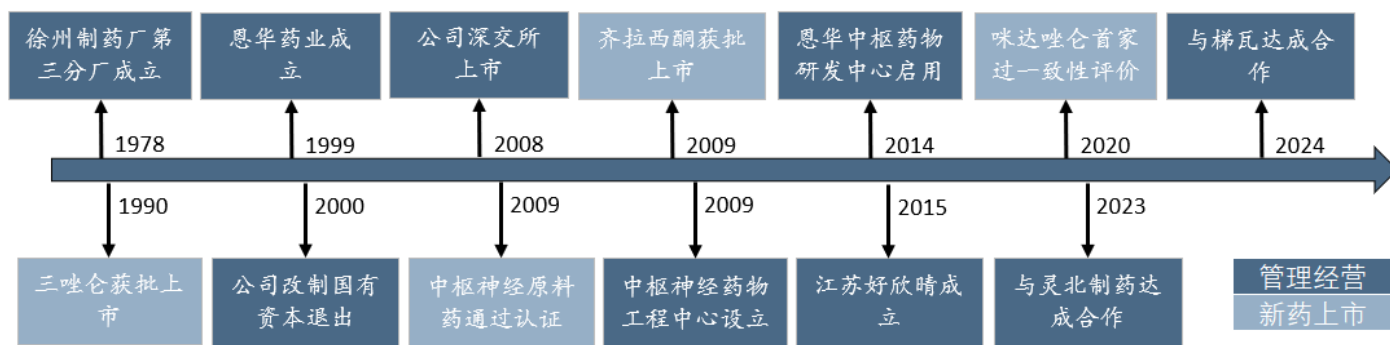 徐州制药厂第
三分厂成立
恩华药业成
立
公司深交所
上市
齐拉西酮获批
上市
恩华中枢药物
研发中心启用
咪达唑仑首家
过一致性评价
与梯瓦达成合
作
1978
1999
2008
2009
2014
2020
2024
1990
2000
2009
2009
2015
2023
三唑仑获批上
市
公司改制国有
资本退出
中枢神经原料
药通过认证
中枢神经药物
工程中心设立
江苏好欣晴成
立
与灵北制药达
成合作
管理经营
新药上市